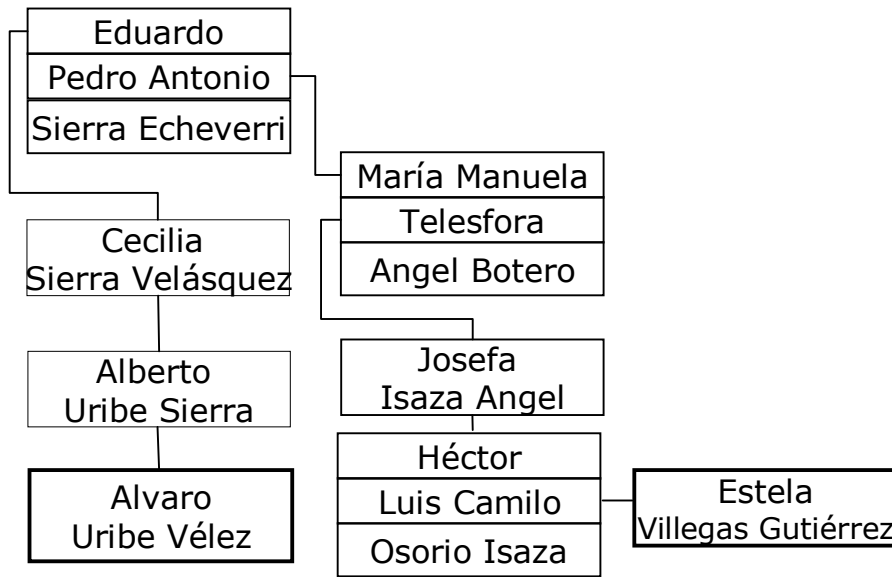 Eduardo
Pedro Antonio
Sierra Echeverri
María Manuela
Telesfora
Angel Botero
Cecilia
Sierra Velásquez
Josefa
Isaza Angel
Alberto
Uribe Sierra
Héctor
Luis Camilo
Osorio Isaza
Alvaro
Uribe Vélez
Estela
Villegas Gutiérrez